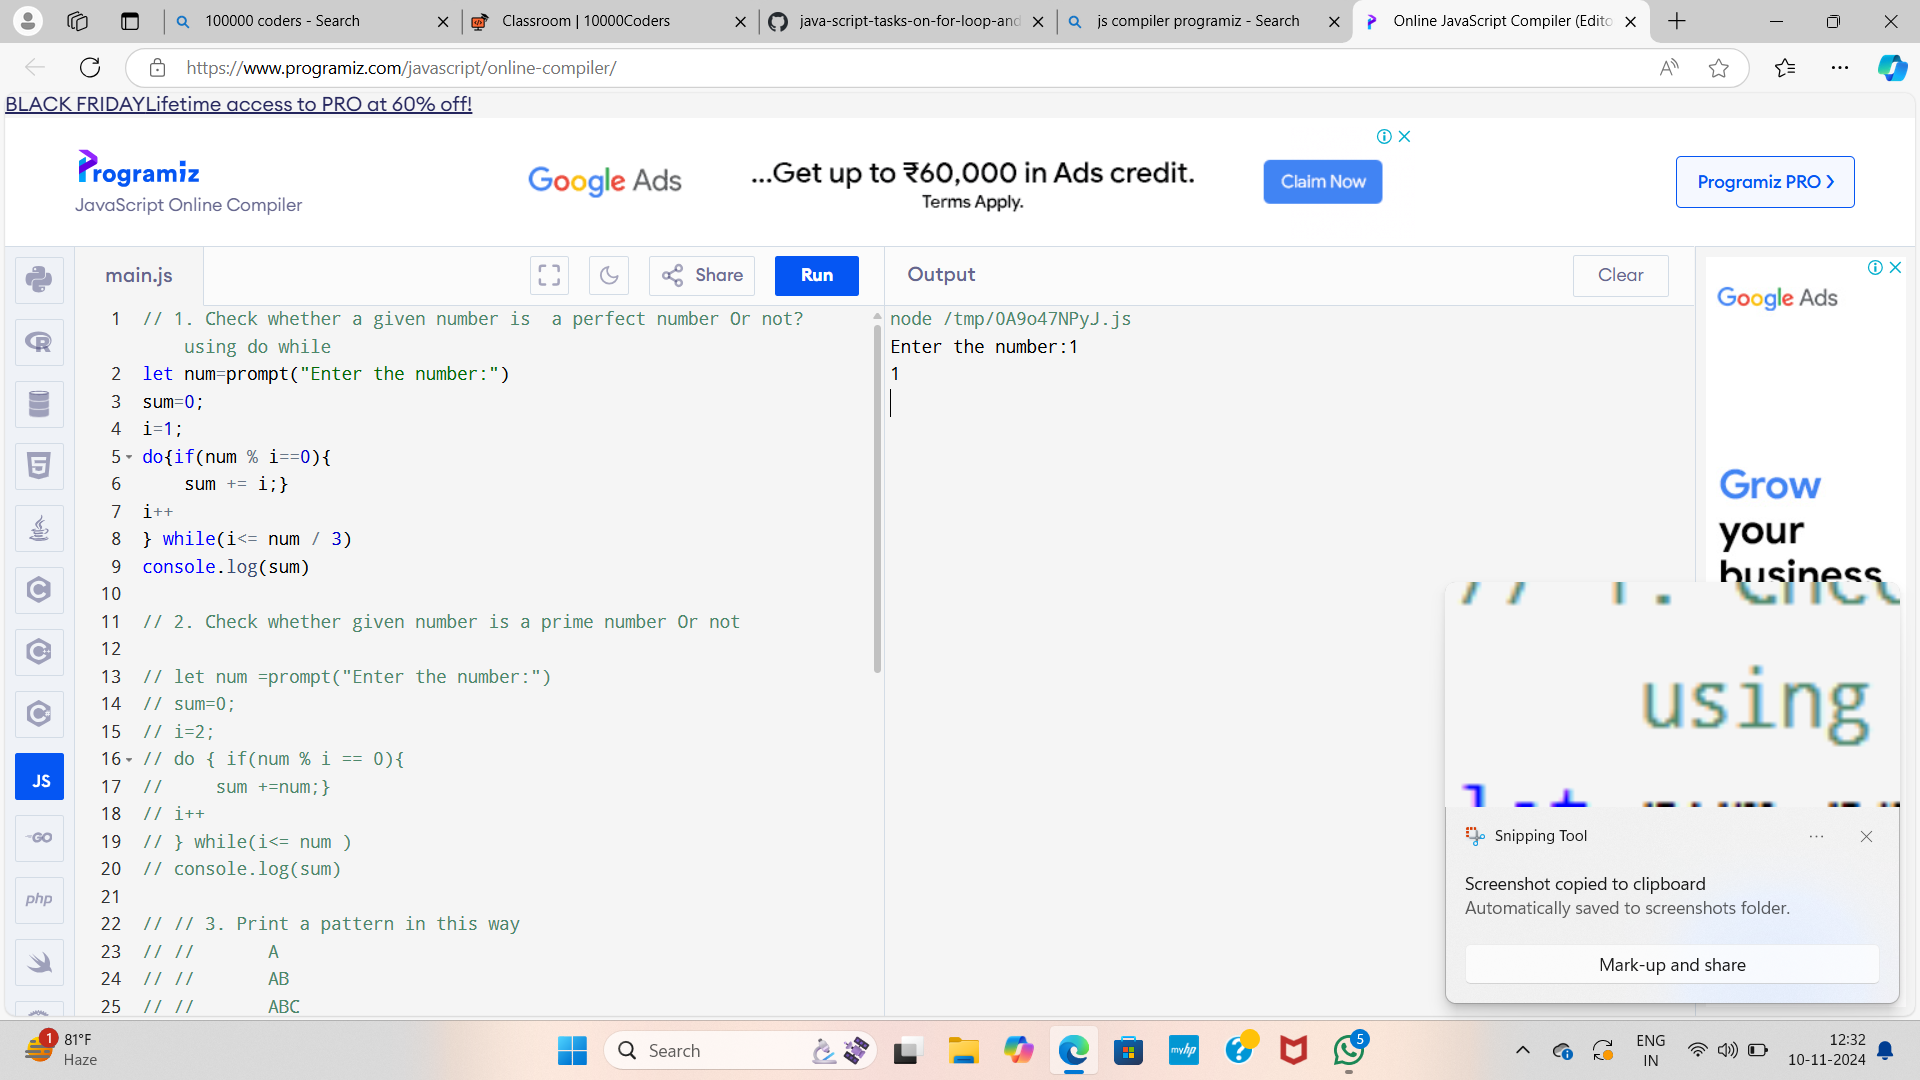 100000 coders - Search
Classroom | 10000Coders
java-script-tasks-on-for-loop-and
js compiler programiz - Search
Online JavaScript Compiler (Edito
https://www.programiz.com/javascript/online-compiler/
BLACK FRIDAYLifetime access to PRO at 60% off!
Programiz
JavaScript Online Compiler
Google Ads
...Get up to ₹60,000 in Ads credit.
Terms Apply.
Claim Now
Programiz PRO ›
main.js
Share
Run
Output
Clear
1 // 1. Check whether a given number is  a perfect number Or not?
using do while
2 let num=prompt("Enter the number:")
3 sum=0;
4 i=1;
5 do{if(num % i==0){
6 sum += i;}
7 i++
8 } while(i<= num / 3)
9 console.log(sum)
10
11 // 2. Check whether given number is a prime number Or not
12
13 // let num =prompt("Enter the number:")
14 // sum=0;
15 // i=2;
16 // do { if(num % i == 0){
17 //     sum +=num;}
18 // i++
19 // } while(i<= num )
20 // console.log(sum)
21
22 // // 3. Print a pattern in this way
23 // //       A
24 // //       AB
25 // //       ABC
node /tmp/0A9o47NPyJ.js
Enter the number:1
1
JS
GO
php
Google Ads
Grow
your
business
// 1. Chec
using
let num=pr
Snipping Tool
Screenshot copied to clipboard
Automatically saved to screenshots folder.
Mark-up and share
1
81°F
Haze
Search
myhp
5
ENG
IN
12:32
10-11-2024